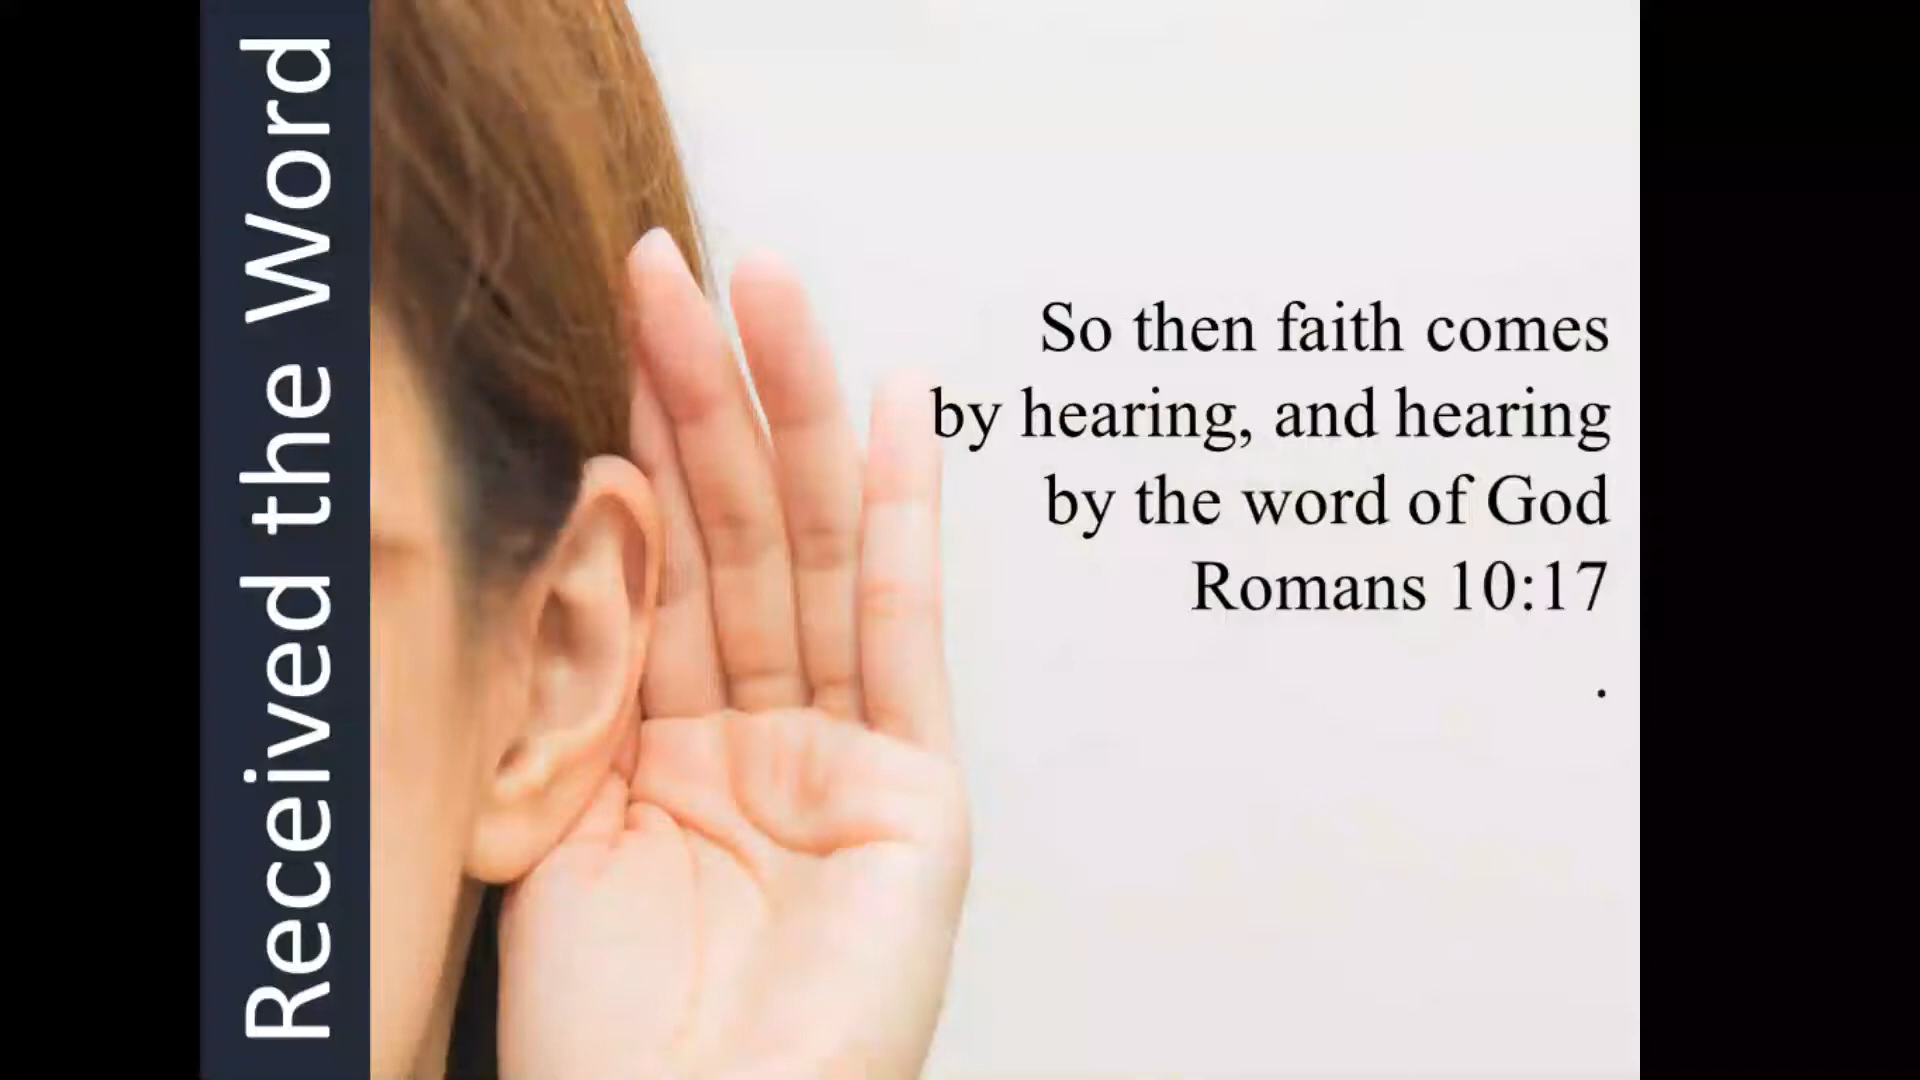 Received the Word
So then faith comes
by hearing, and hearing
by the word of God
Romans 10:17
.